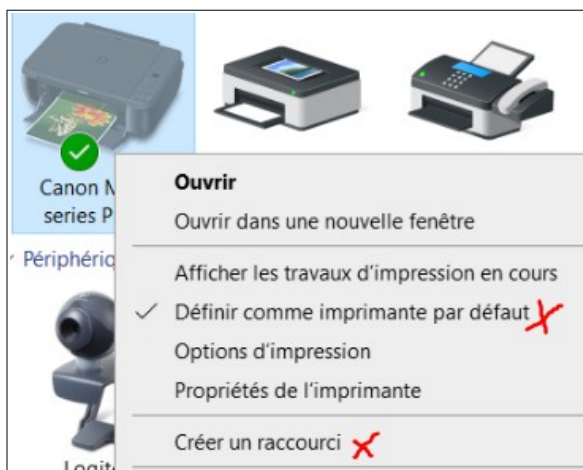 Canon M
series P
Ouvrir
Ouvrir dans une nouvelle fenêtre
Périphériq
Afficher les travaux d'impression en cours
Définir comme imprimante par défaut
Options d'impression
Propriétés de l'imprimante
Créer un raccourci
Logit